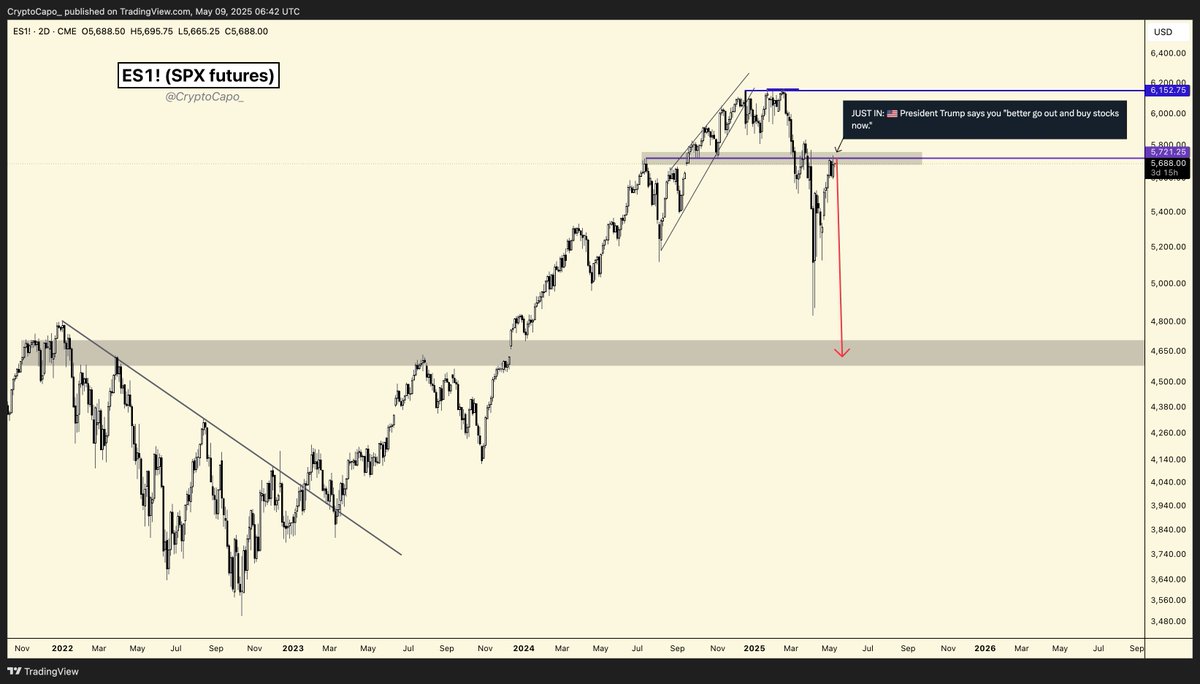 CryptoCapo_ published on TradingView.com, May 09, 2025 06:42 UTC
ES1! · 2D · CME O5,688.50 H5,695.75 L5,665.25 C5,688.00
USD
ES1! (SPX futures)
@CryptoCapo_
JUST IN: 🇺🇸 President Trump says you "better go out and buy stocks
now."
6,400.00
6,200.00
6,152.75
6,000.00
5,800.00
5,721.25
5,688.00
3d 15h
5,400.00
5,200.00
5,000.00
4,800.00
4,650.00
4,500.00
4,380.00
4,260.00
4,140.00
4,040.00
3,940.00
3,840.00
3,740.00
3,640.00
3,560.00
3,480.00
Nov 2022 Mar May Jul Sep Nov 2023 Mar May Jul Sep Nov 2024 Mar May Jul Sep Nov 2025 Mar May Jul Sep Nov 2026 Mar May Jul Sep
TradingView